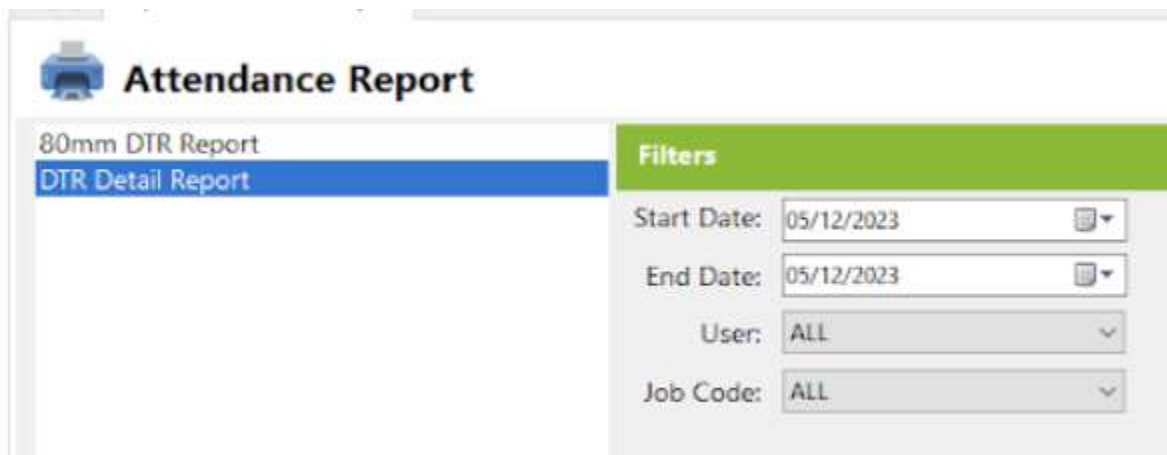 Attendance Report
80mm DTR Report
DTR Detail Report
Filters
Start Date: 05/12/2023
End Date: 05/12/2023
User: ALL
Job Code: ALL